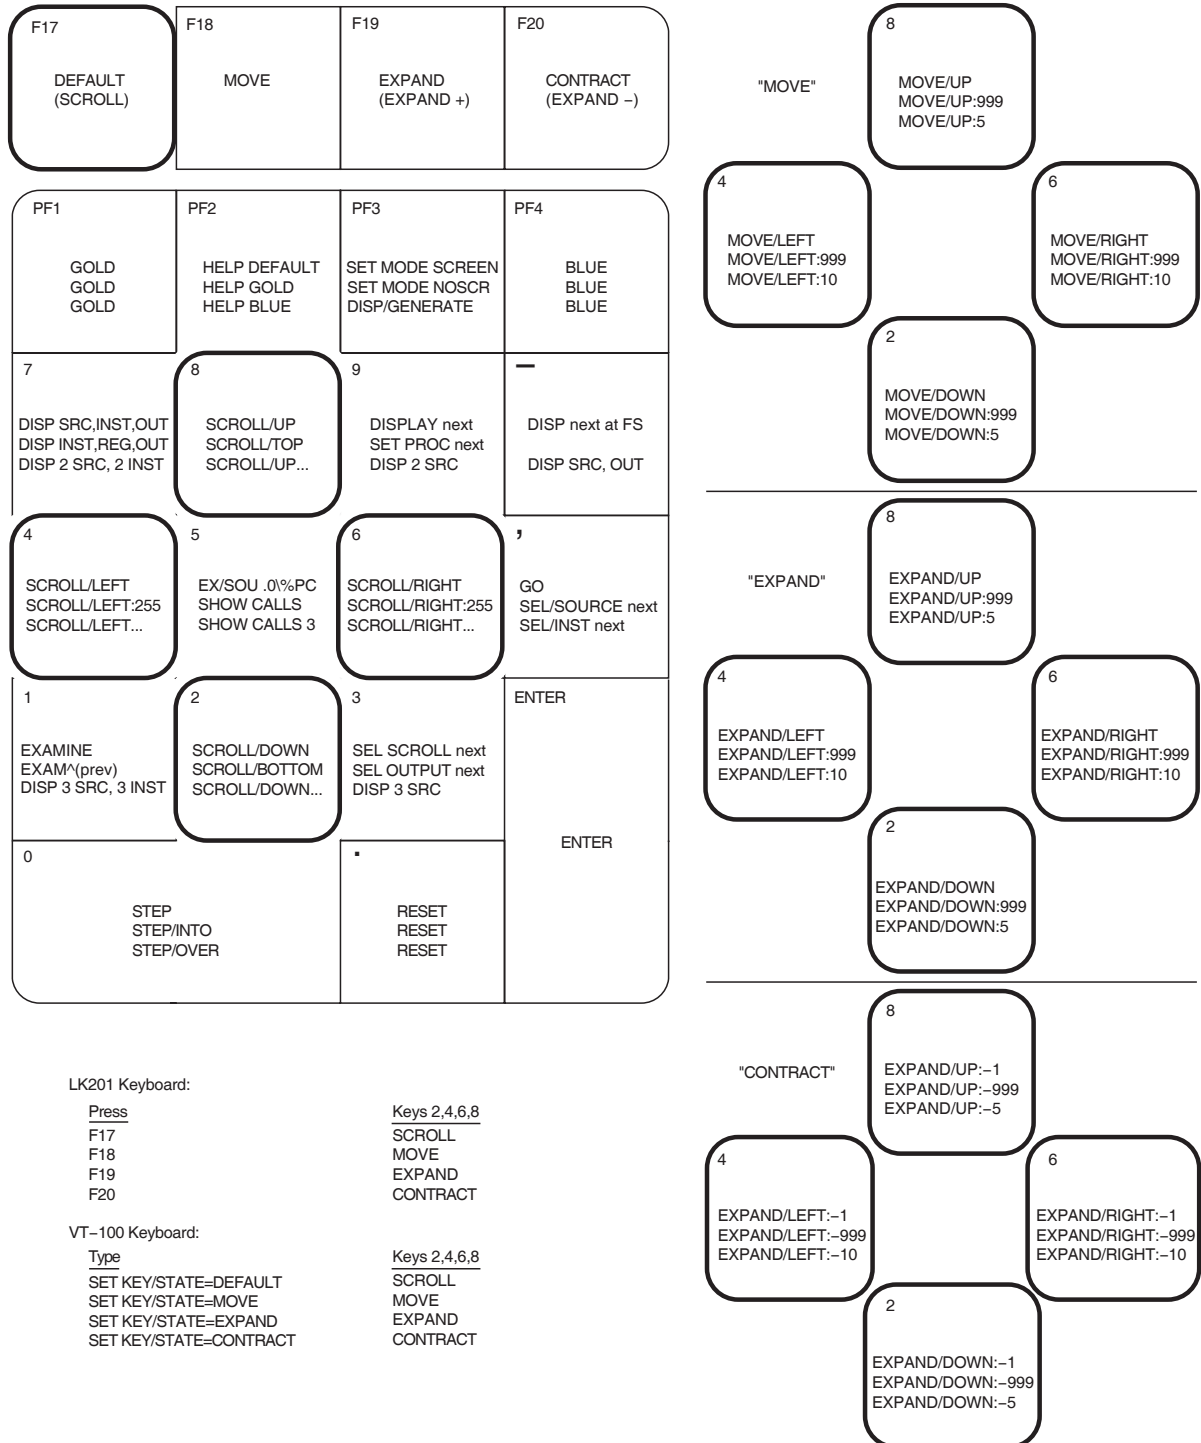 F17
DEFAULT
(SCROLL)
F18
MOVE
F19
EXPAND
(EXPAND +)
F20
CONTRACT
(EXPAND −)
PF1
GOLD
GOLD
GOLD
PF2
HELP DEFAULT
HELP GOLD
HELP BLUE
PF3
SET MODE SCREEN
SET MODE NOSCR
DISP/GENERATE
PF4
BLUE
BLUE
BLUE
7
DISP SRC,INST,OUT
DISP INST,REG,OUT
DISP 2 SRC, 2 INST
8
SCROLL/UP
SCROLL/TOP
SCROLL/UP...
9
DISPLAY next
SET PROC next
DISP 2 SRC
−
DISP next at FS
DISP SRC, OUT
4
SCROLL/LEFT
SCROLL/LEFT:255
SCROLL/LEFT...
5
EX/SOU .0\%PC
SHOW CALLS
SHOW CALLS 3
6
SCROLL/RIGHT
SCROLL/RIGHT:255
SCROLL/RIGHT...
,
GO
SEL/SOURCE next
SEL/INST next
1
EXAMINE
EXAM^(prev)
DISP 3 SRC, 3 INST
2
SCROLL/DOWN
SCROLL/BOTTOM
SCROLL/DOWN...
3
SEL SCROLL next
SEL OUTPUT next
DISP 3 SRC
ENTER
ENTER
0
STEP
STEP/INTO
STEP/OVER
.
RESET
RESET
RESET
LK201 Keyboard:
Press Keys 2,4,6,8
F17 SCROLL
F18 MOVE
F19 EXPAND
F20 CONTRACT
VT−100 Keyboard:
Type Keys 2,4,6,8
SET KEY/STATE=DEFAULT SCROLL
SET KEY/STATE=MOVE MOVE
SET KEY/STATE=EXPAND EXPAND
SET KEY/STATE=CONTRACT CONTRACT
"MOVE"
8
MOVE/UP
MOVE/UP:999
MOVE/UP:5
4
MOVE/LEFT
MOVE/LEFT:999
MOVE/LEFT:10
6
MOVE/RIGHT
MOVE/RIGHT:999
MOVE/RIGHT:10
2
MOVE/DOWN
MOVE/DOWN:999
MOVE/DOWN:5
"EXPAND"
8
EXPAND/UP
EXPAND/UP:999
EXPAND/UP:5
4
EXPAND/LEFT
EXPAND/LEFT:999
EXPAND/LEFT:10
6
EXPAND/RIGHT
EXPAND/RIGHT:999
EXPAND/RIGHT:10
2
EXPAND/DOWN
EXPAND/DOWN:999
EXPAND/DOWN:5
"CONTRACT"
8
EXPAND/UP:−1
EXPAND/UP:−999
EXPAND/UP:−5
4
EXPAND/LEFT:−1
EXPAND/LEFT:−999
EXPAND/LEFT:−10
6
EXPAND/RIGHT:−1
EXPAND/RIGHT:−999
EXPAND/RIGHT:−10
2
EXPAND/DOWN:−1
EXPAND/DOWN:−999
EXPAND/DOWN:−5